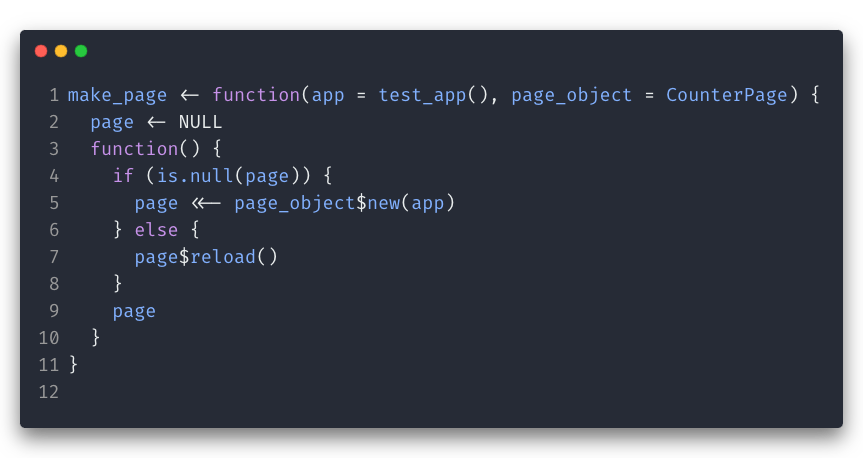 1 make_page <- function(app = test_app(), page_object = CounterPage) {
2   page <- NULL
3   function() {
4     if (is.null(page)) {
5       page <<- page_object$new(app)
6     } else {
7       page$reload()
8     }
9     page
10   }
11 }
12